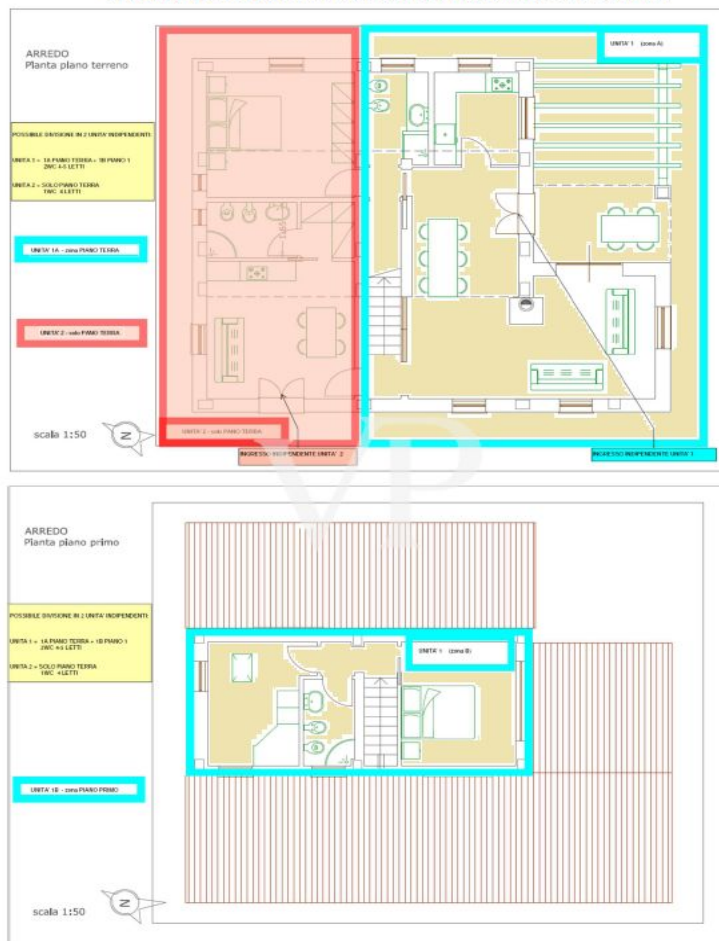 ARREDO
Pianta piano terreno
UNITA' 1 (zona A)
POSSIBILE DIVISIONE IN 2 UNITA' INDIPENDENTI:
UNITA 1 = 1A PIANO TERRA + 1B PIANO 1
2WC 4-5 LETTI
UNITA 2 = SOLO PIANO TERRA
1WC 4 LETTI
UNITA' 1A - zona PIANO TERRA
UNITA' 2 - solo PIANO TERRA
scala 1:50
N
UNITA' 2 - solo PIANO TERRA
INGRESSO INDIPENDENTE UNITA' 2
INGRESSO INDIPENDENTE UNITA' 1
VP
ARREDO
Pianta piano primo
POSSIBILE DIVISIONE IN 2 UNITA' INDIPENDENTI:
UNITA 1 = 1A PIANO TERRA + 1B PIANO 1
2WC 4-5 LETTI
UNITA 2 = SOLO PIANO TERRA
1WC 4 LETTI
UNITA' 1 (zona B)
UNITA' 1B - zona PIANO PRIMO
scala 1:50
N